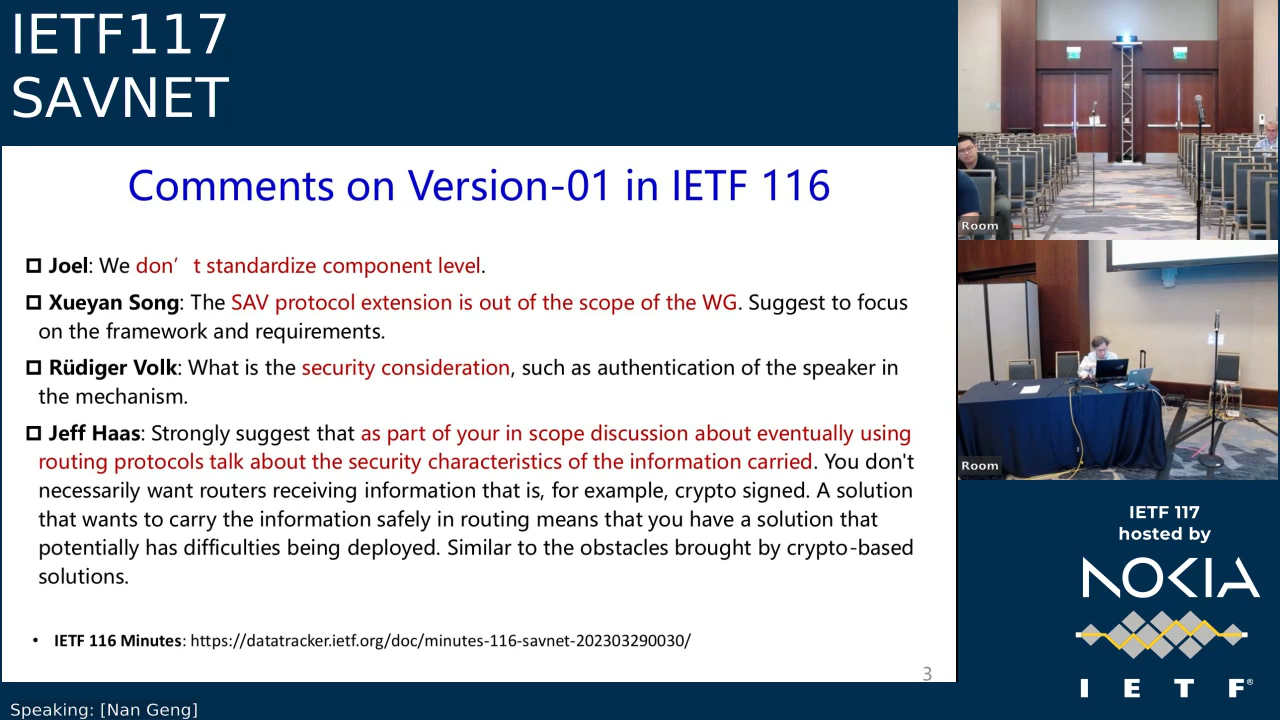 IETF117
SAVNET
Comments on Version-01 in IETF 116
Joel: We don’t standardize component level.
Xueyan Song: The SAV protocol extension is out of the scope of the WG. Suggest to focus
on the framework and requirements.
Rüdiger Volk: What is the security consideration, such as authentication of the speaker in
the mechanism.
Jeff Haas: Strongly suggest that as part of your in scope discussion about eventually using
routing protocols talk about the security characteristics of the information carried. You don't
necessarily want routers receiving information that is, for example, crypto signed. A solution
that wants to carry the information safely in routing means that you have a solution that
potentially has difficulties being deployed. Similar to the obstacles brought by crypto-based
solutions.
• IETF 116 Minutes: https://datatracker.ietf.org/doc/minutes-116-savnet-202303290030/
3
Speaking: [Nan Geng]
Room
Room
IETF 117
hosted by
NOKIA
I E T F®